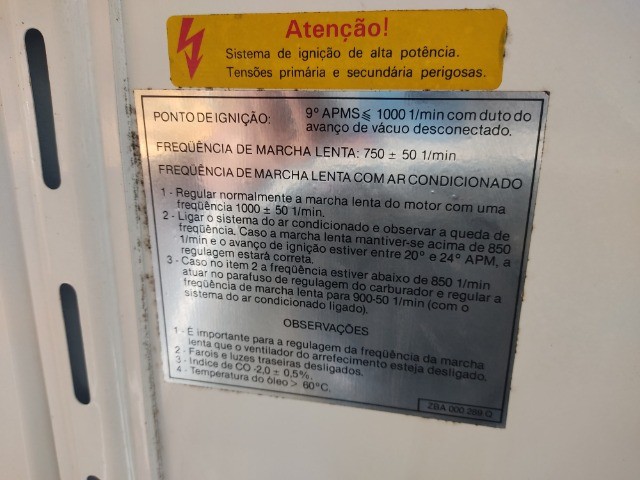 Atenção!
Sistema de ignição de alta potência.
Tensões primária e secundária perigosas.
PONTO DE IGNIÇÃO: 9º APMS ⩽ 1000 1/min com duto do
avanço de vácuo desconectado.
FREQÜÊNCIA DE MARCHA LENTA: 750 ± 50 1/min
FREQÜÊNCIA DE MARCHA LENTA COM AR CONDICIONADO
1 - Regular normalmente a marcha lenta do motor com uma
freqüência 1000 ± 50 1/min.
2 - Ligar o sistema do ar condicionado e observar a queda de
freqüência. Caso a marcha lenta mantiver-se acima de 850
1/min e o avanço de ignição estiver entre 20º e 24º APM, a
regulagem estará correta.
3 - Caso no item 2 a freqüência estiver abaixo de 850 1/min
atuar no parafuso de regulagem do carburador e regular a
freqüência de marcha lenta para 900-50 1/min (com o
sistema do ar condicionado ligado).
OBSERVAÇÕES
1 - É importante para a regulagem da freqüência da marcha
lenta que o ventilador do arrefecimento esteja desligado.
2 - Farois e luzes traseiras desligados.
3 - Indice de CO -2,0 ± 0,5%.
4 - Temperatura do óleo > 60ºC.
ZBA 000 289 Q